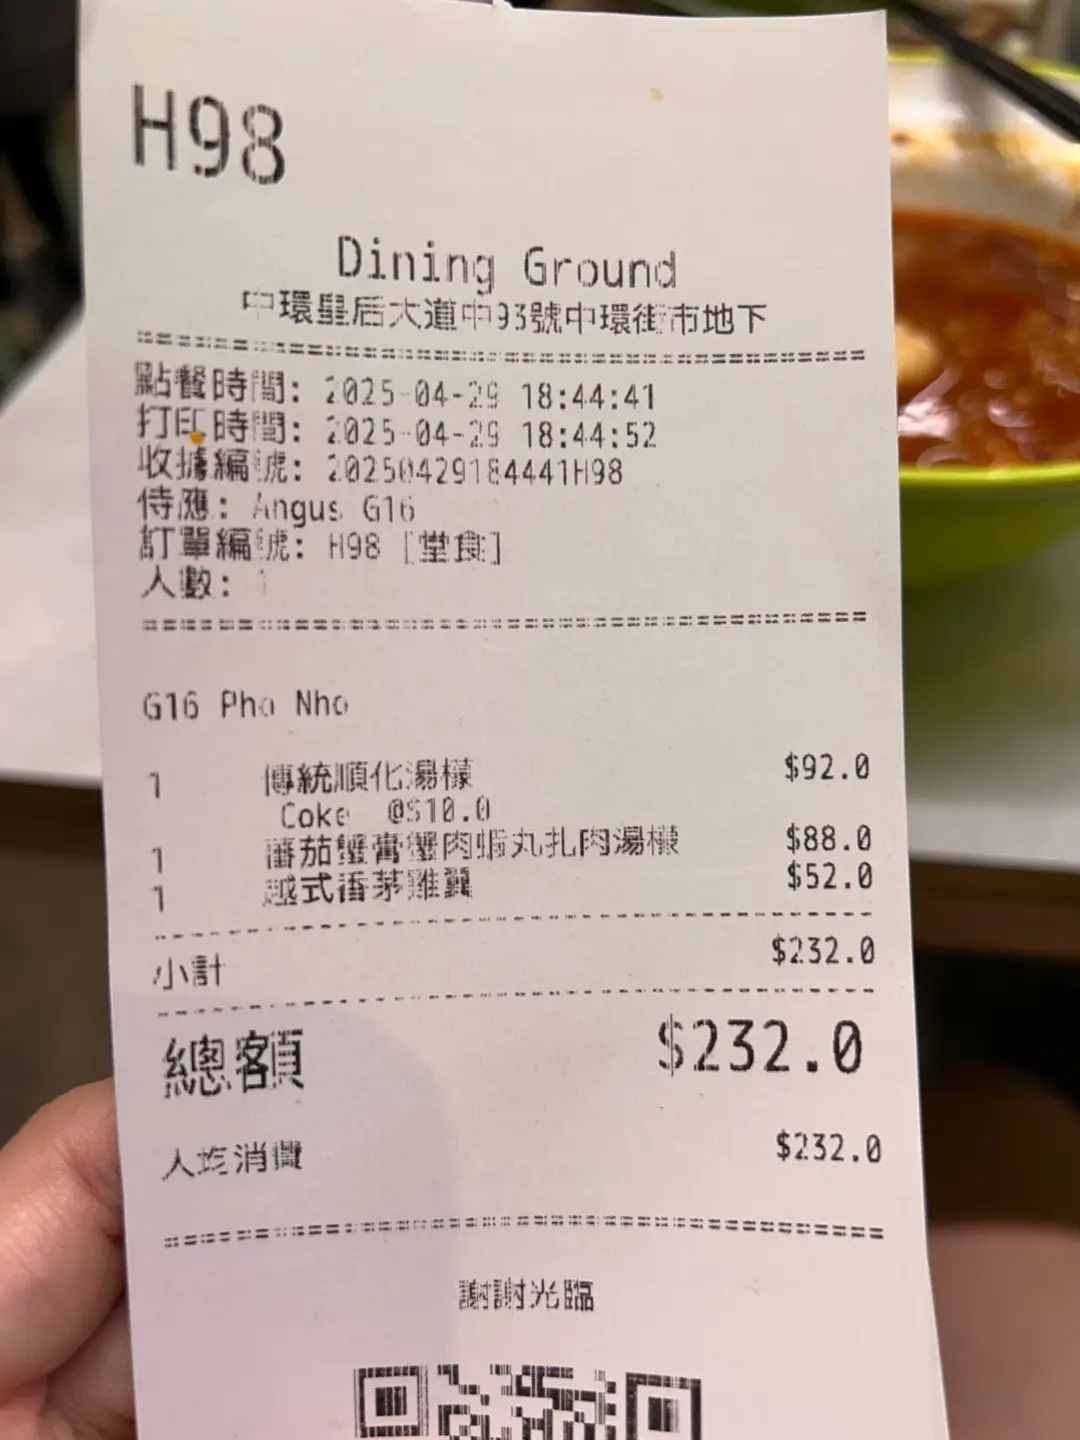 H98
Dining Ground
中環皇后大道中93號中環街市地下
點餐時間: 2025-04-29 18:44:41
打印時間: 2025-04-29 18:44:52
收據編號: 20250429184441H98
侍應: Angus G16
訂單編號: H98 [堂食]
人數: 1
G16 Pho Nho
1 傳統順化湯檬 $92.0
Coke @$10.0
1 蕃茄蟹膏蟹肉蝦丸扎肉湯檬 $88.0
1 越式香茅雞翼 $52.0
小計 $232.0
總額 $232.0
人均消費 $232.0
謝謝光臨